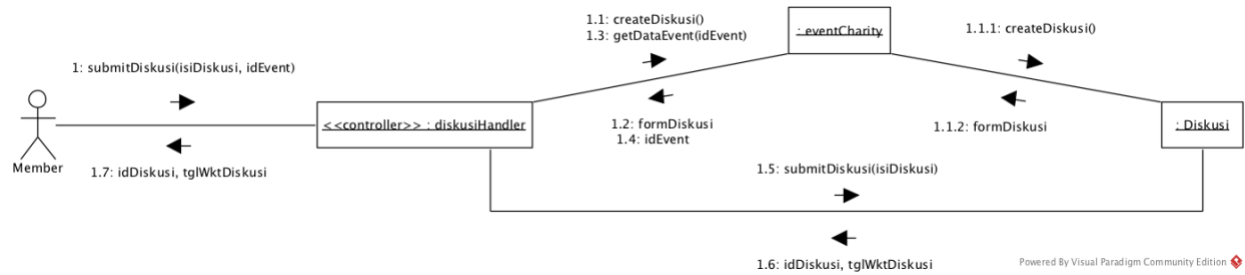 1.1: createDiskusi()
1.3: getDataEvent(idEvent)
: eventCharity
1.1.1: createDiskusi()
1: submitDiskusi(isiDiskusi, idEvent)
<<controller>> : diskusiHandler
1.2: formDiskusi
1.4: idEvent
1.1.2: formDiskusi
: Diskusi
Member
1.7: idDiskusi, tglWktDiskusi
1.5: submitDiskusi(isiDiskusi)
1.6: idDiskusi, tglWktDiskusi
Powered By Visual Paradigm Community Edition